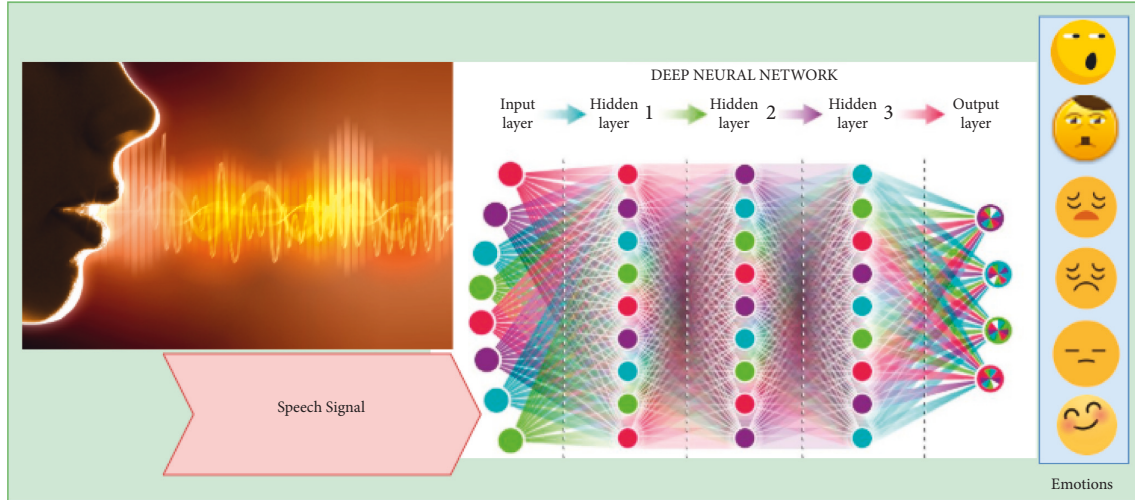 DEEP NEURAL NETWORK
Input Hidden 1 Hidden 2 Hidden 3 Output
layer layer layer layer layer
Speech Signal
Emotions